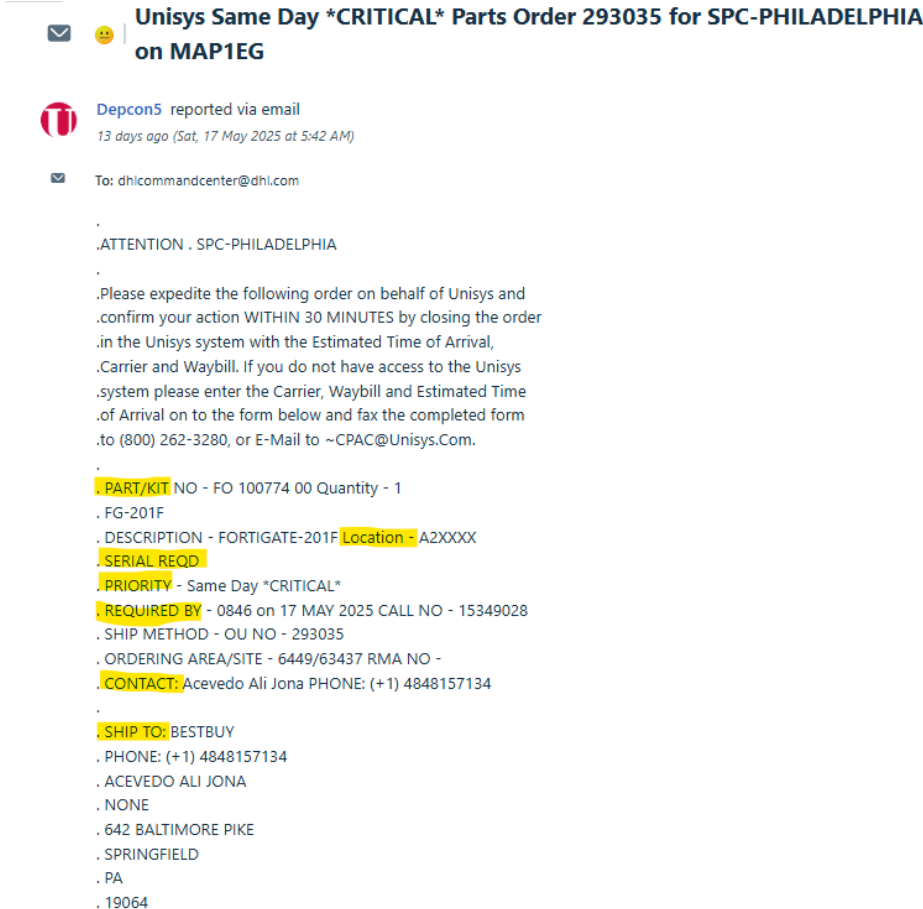 Unisys Same Day *CRITICAL* Parts Order 293035 for SPC-PHILADELPHIA
on MAP1EG
Depcon5 reported via email
13 days ago (Sat, 17 May 2025 at 5:42 AM)
To: dhlcommandcenter@dhl.com
.
.ATTENTION . SPC-PHILADELPHIA
.
.Please expedite the following order on behalf of Unisys and
.confirm your action WITHIN 30 MINUTES by closing the order
.in the Unisys system with the Estimated Time of Arrival,
.Carrier and Waybill. If you do not have access to the Unisys
.system please enter the Carrier, Waybill and Estimated Time
.of Arrival on to the form below and fax the completed form
.to (800) 262-3280, or E-Mail to ~CPAC@Unisys.Com.
.
. PART/KIT NO - FO 100774 00 Quantity - 1
. FG-201F
. DESCRIPTION - FORTIGATE-201F Location - A2XXXX
. SERIAL REQD
. PRIORITY - Same Day *CRITICAL*
. REQUIRED BY - 0846 on 17 MAY 2025 CALL NO - 15349028
. SHIP METHOD - OU NO - 293035
. ORDERING AREA/SITE - 6449/63437 RMA NO -
. CONTACT: Acevedo Ali Jona PHONE: (+1) 4848157134
.
. SHIP TO: BESTBUY
. PHONE: (+1) 4848157134
. ACEVEDO ALI JONA
. NONE
. 642 BALTIMORE PIKE
. SPRINGFIELD
. PA
. 19064